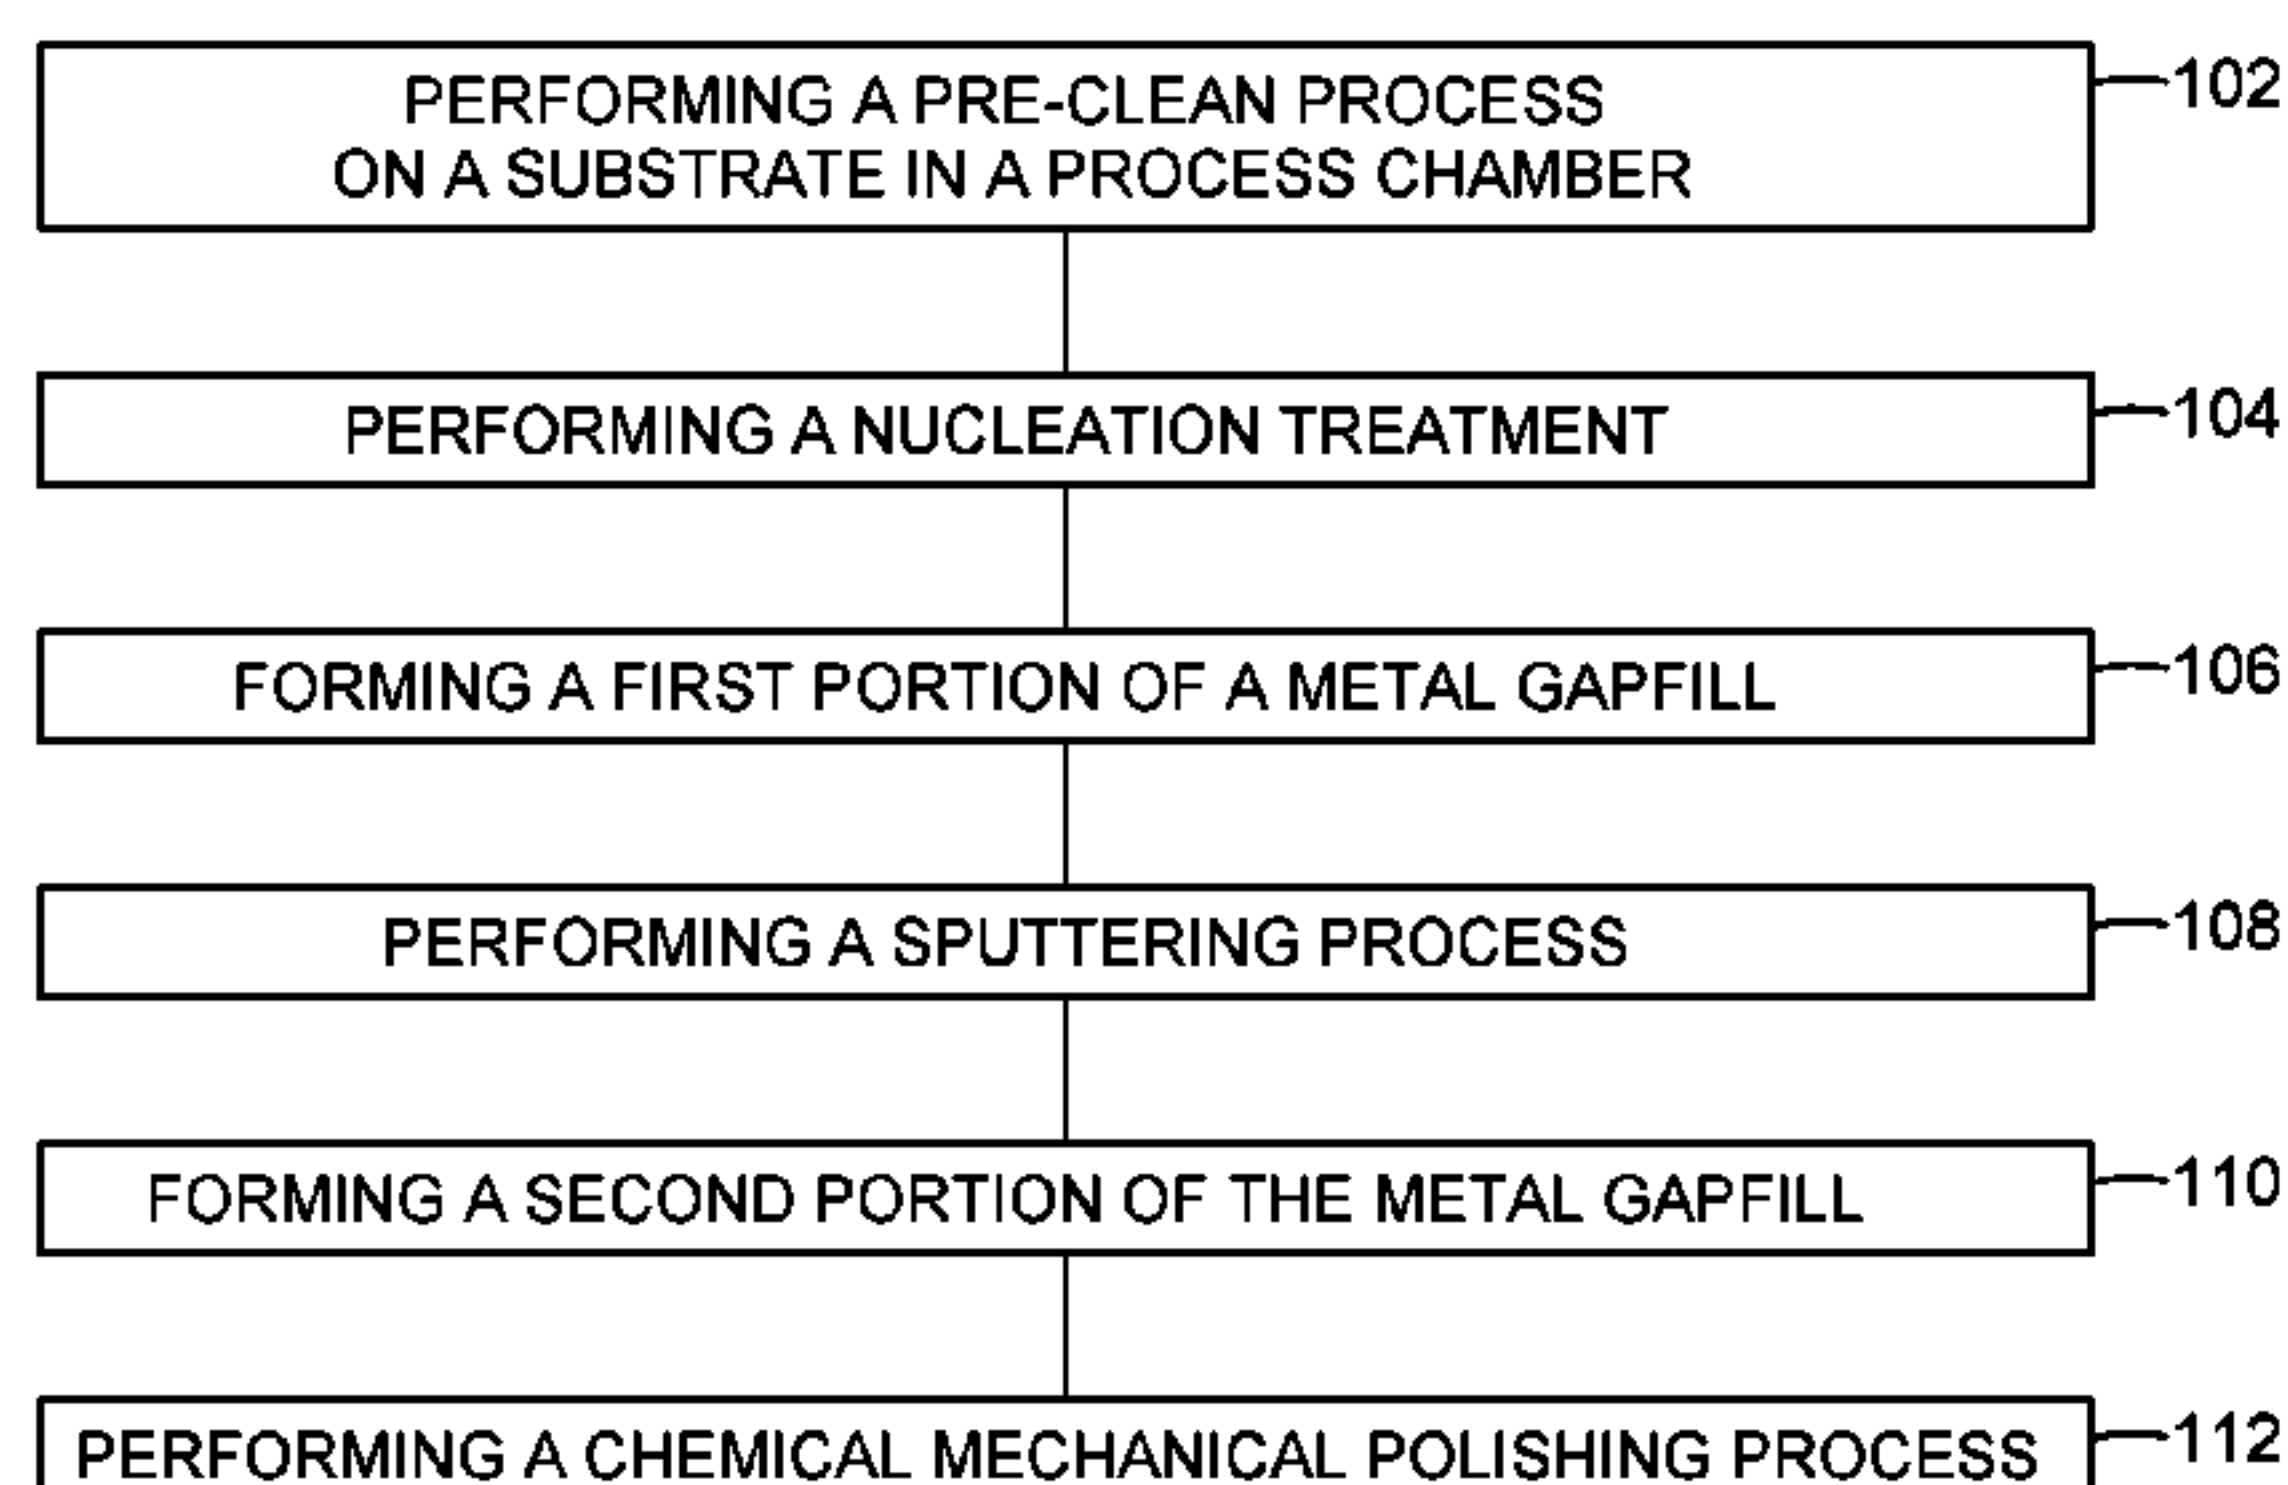 PERFORMING A PRE-CLEAN PROCESS
ON A SUBSTRATE IN A PROCESS CHAMBER
102
PERFORMING A NUCLEATION TREATMENT
104
FORMING A FIRST PORTION OF A METAL GAPFILL
106
PERFORMING A SPUTTERING PROCESS
108
FORMING A SECOND PORTION OF THE METAL GAPFILL
110
PERFORMING A CHEMICAL MECHANICAL POLISHING PROCESS
112